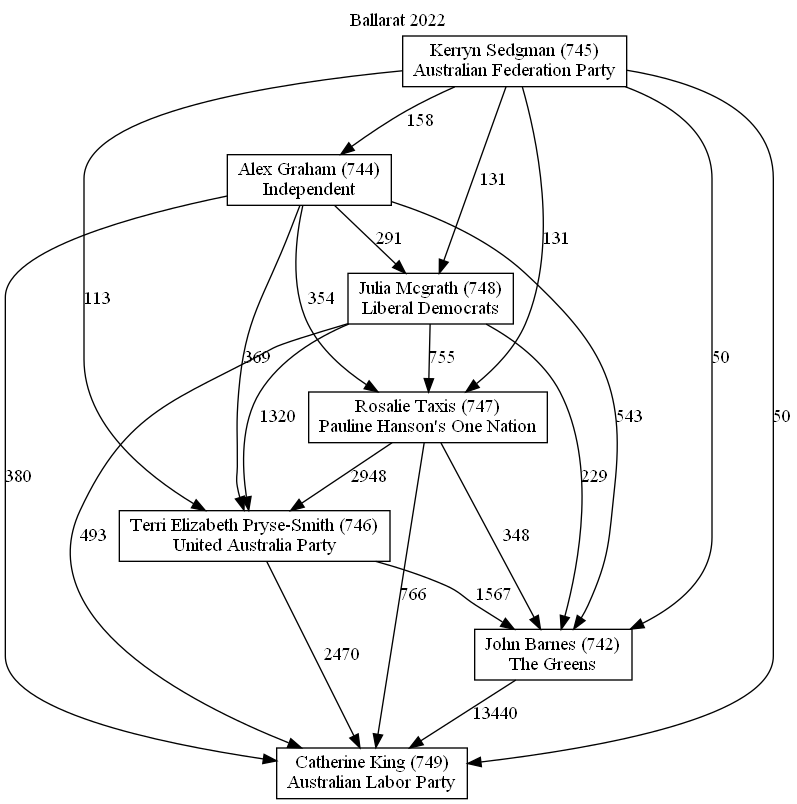 Ballarat 2022
Kerryn Sedgman (745)
Australian Federation Party
158
Alex Graham (744)
Independent
131
131
291
Julia Mcgrath (748)
Liberal Democrats
113
354
369
755
50
1320
Rosalie Taxis (747)
Pauline Hanson's One Nation
543
50
380
2948
229
493
Terri Elizabeth Pryse-Smith (746)
United Australia Party
348
766
1567
2470
John Barnes (742)
The Greens
13440
Catherine King (749)
Australian Labor Party